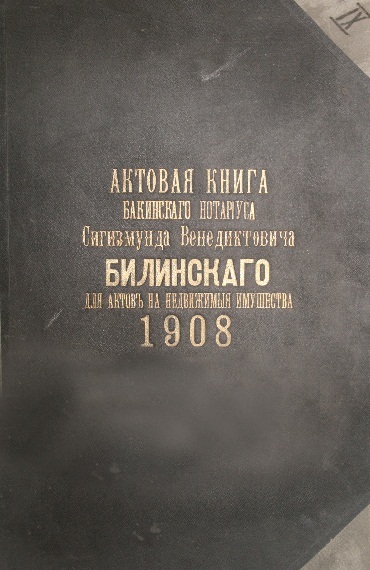 IX
АКТОВАЯ КНИГА
БАКИНСКАГО НОТАРІУСА
Сигизмунда Венедиктовича
БИЛИНСКАГО
ДЛЯ АКТОВЪ НА НЕДВИЖИМЫЯ ИМУЩЕСТВА
1908